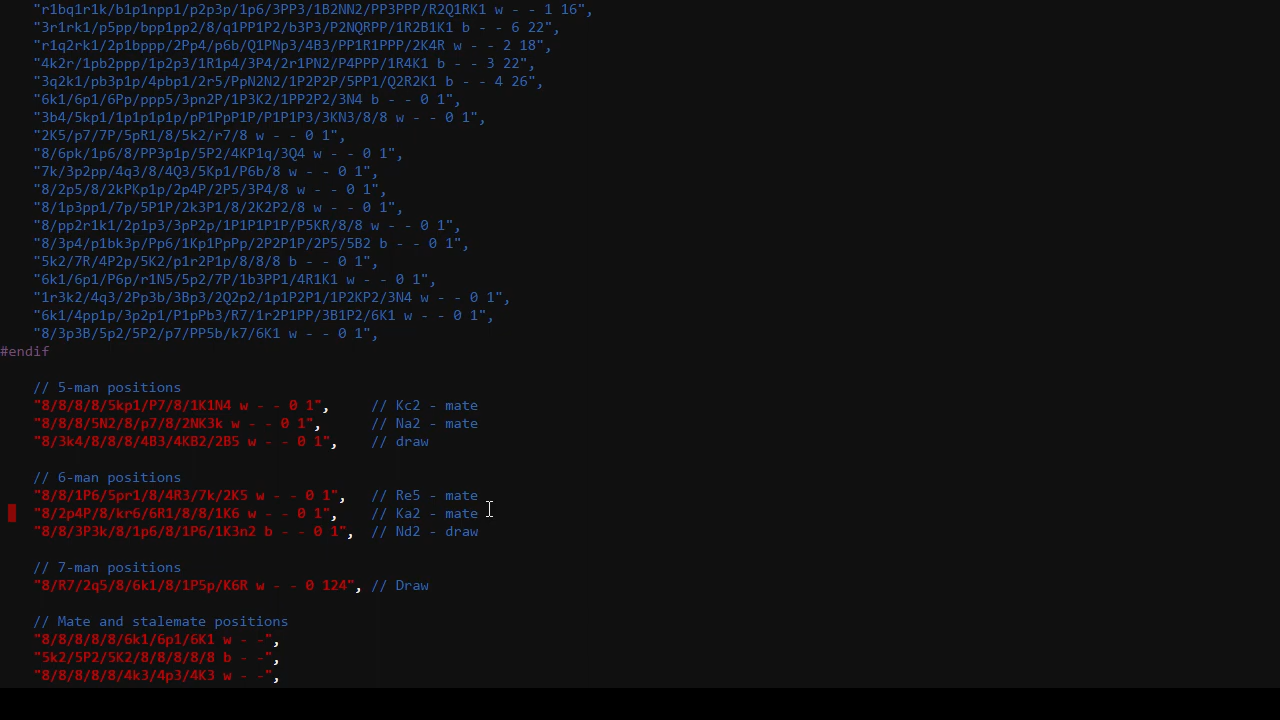 "r1bq1r1k/b1p1npp1/p2p3p/1p6/3PP3/1B2NN2/PP3PPP/R2Q1RK1 w - - 1 16",
"3r1rk1/p5pp/bpp1pp2/8/q1PP1P2/b3P3/P2NQRPP/1R2B1K1 b - - 6 22",
"r1q2rk1/2p1bppp/2Pp4/p6b/Q1PNp3/4B3/PP1R1PPP/2K4R w - - 2 18",
"4k2r/1pb2ppp/1p2p3/1R1p4/3P4/2r1PN2/P4PPP/1R4K1 b - - 3 22",
"3q2k1/pb3p1p/4pbp1/2r5/PpN2N2/1P2P2P/5PP1/Q2R2K1 b - - 4 26",
"6k1/6p1/6Pp/ppp5/3pn2P/1P3K2/1PP2P2/3N4 b - - 0 1",
"3b4/5kp1/1p1p1p1p/pP1PpP1P/P1P1P3/3KN3/8/8 w - - 0 1",
"2K5/p7/7P/5pR1/8/5k2/r7/8 w - - 0 1",
"8/6pk/1p6/8/PP3p1p/5P2/4KP1q/3Q4 w - - 0 1",
"7k/3p2pp/4q3/8/4Q3/5Kp1/P6b/8 w - - 0 1",
"8/2p5/8/2kPKp1p/2p4P/2P5/3P4/8 w - - 0 1",
"8/1p3pp1/7p/5P1P/2k3P1/8/2K2P2/8 w - - 0 1",
"8/pp2r1k1/2p1p3/3pP2p/1P1P1P1P/P5KR/8/8 w - - 0 1",
"8/3p4/p1bk3p/Pp6/1Kp1PpPp/2P2P1P/2P5/5B2 b - - 0 1",
"5k2/7R/4P2p/5K2/p1r2P1p/8/8/8 b - - 0 1",
"6k1/6p1/P6p/r1N5/5p2/7P/1b3PP1/4R1K1 w - - 0 1",
"1r3k2/4q3/2Pp3b/3Bp3/2Q2p2/1p1P2P1/1P2KP2/3N4 w - - 0 1",
"6k1/4pp1p/3p2p1/P1pPb3/R7/1r2P1PP/3B1P2/6K1 w - - 0 1",
"8/3p3B/5p2/5P2/p7/PP5b/k7/6K1 w - - 0 1",
#endif
// 5-man positions
"8/8/8/8/5kp1/P7/8/1K1N4 w - - 0 1",     // Kc2 - mate
"8/8/8/5N2/8/p7/8/2NK3k w - - 0 1",      // Na2 - mate
"8/3k4/8/8/8/4B3/4KB2/2B5 w - - 0 1",    // draw
// 6-man positions
"8/8/1P6/5pr1/8/4R3/7k/2K5 w - - 0 1",   // Re5 - mate
"8/2p4P/8/kr6/6R1/8/8/1K6 w - - 0 1",    // Ka2 - mate
"8/8/3P3k/8/1p6/8/1P6/1K3n2 b - - 0 1",  // Nd2 - draw
// 7-man positions
"8/R7/2q5/8/6k1/8/1P5p/K6R w - - 0 124", // Draw
// Mate and stalemate positions
"8/8/8/8/8/6k1/6p1/6K1 w - -",
"5k2/5P2/5K2/8/8/8/8/8 b - -",
"8/8/8/8/8/4k3/4p3/4K3 w - -",